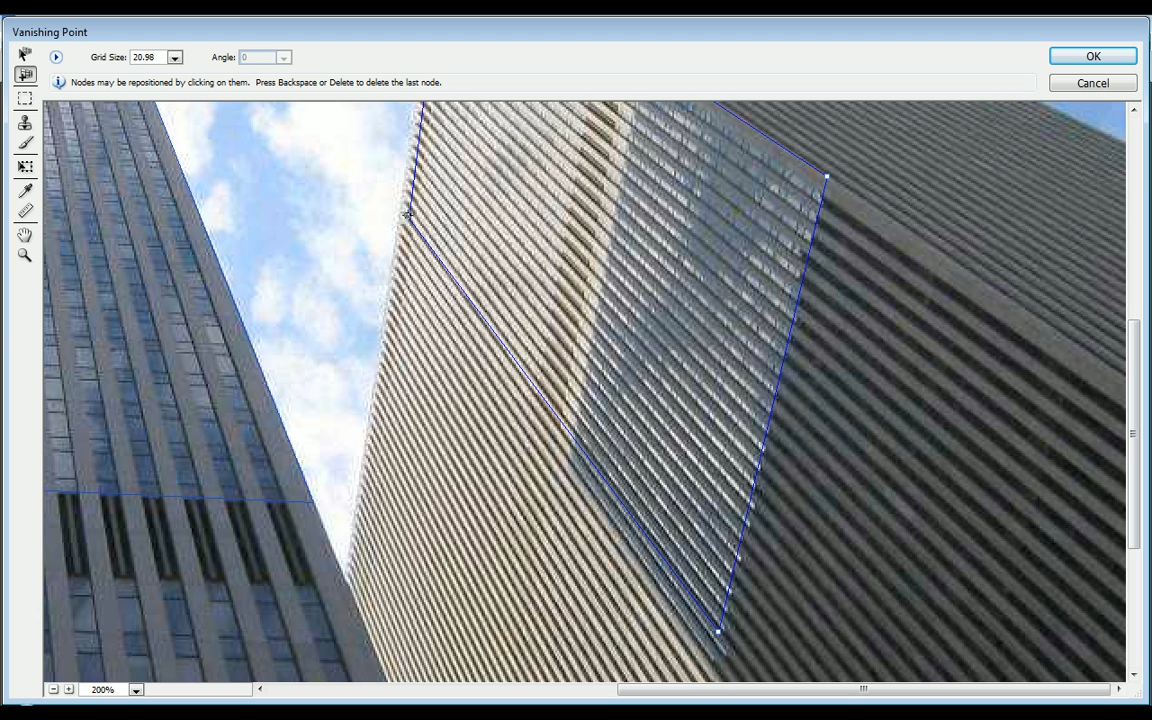 Vanishing Point
Grid Size: 20.98 Angle: 0
OK
Nodes may be repositioned by clicking on them. Press Backspace or Delete to delete the last node.
Cancel
200%